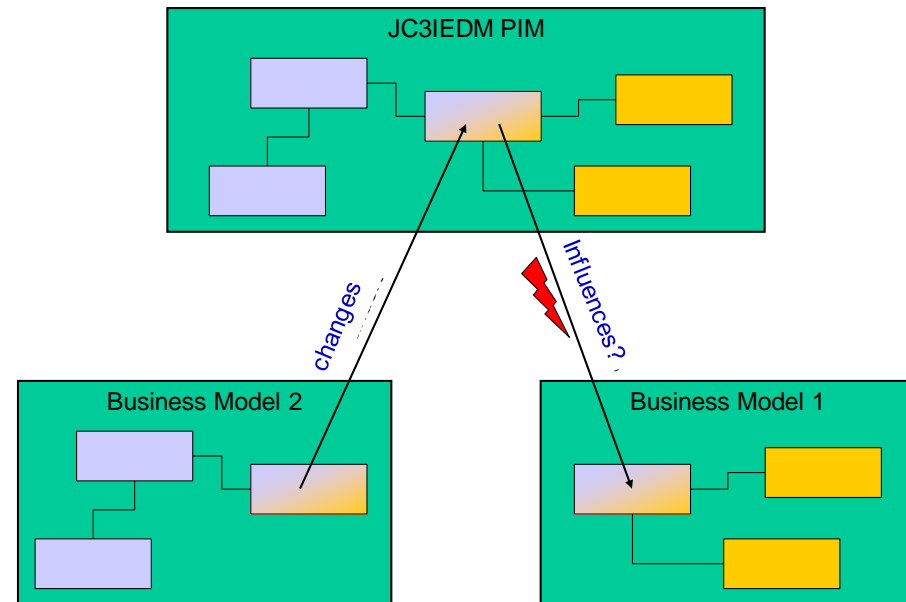 JC3IEDM PIM
changes
Influences?
Business Model 2
Business Model 1